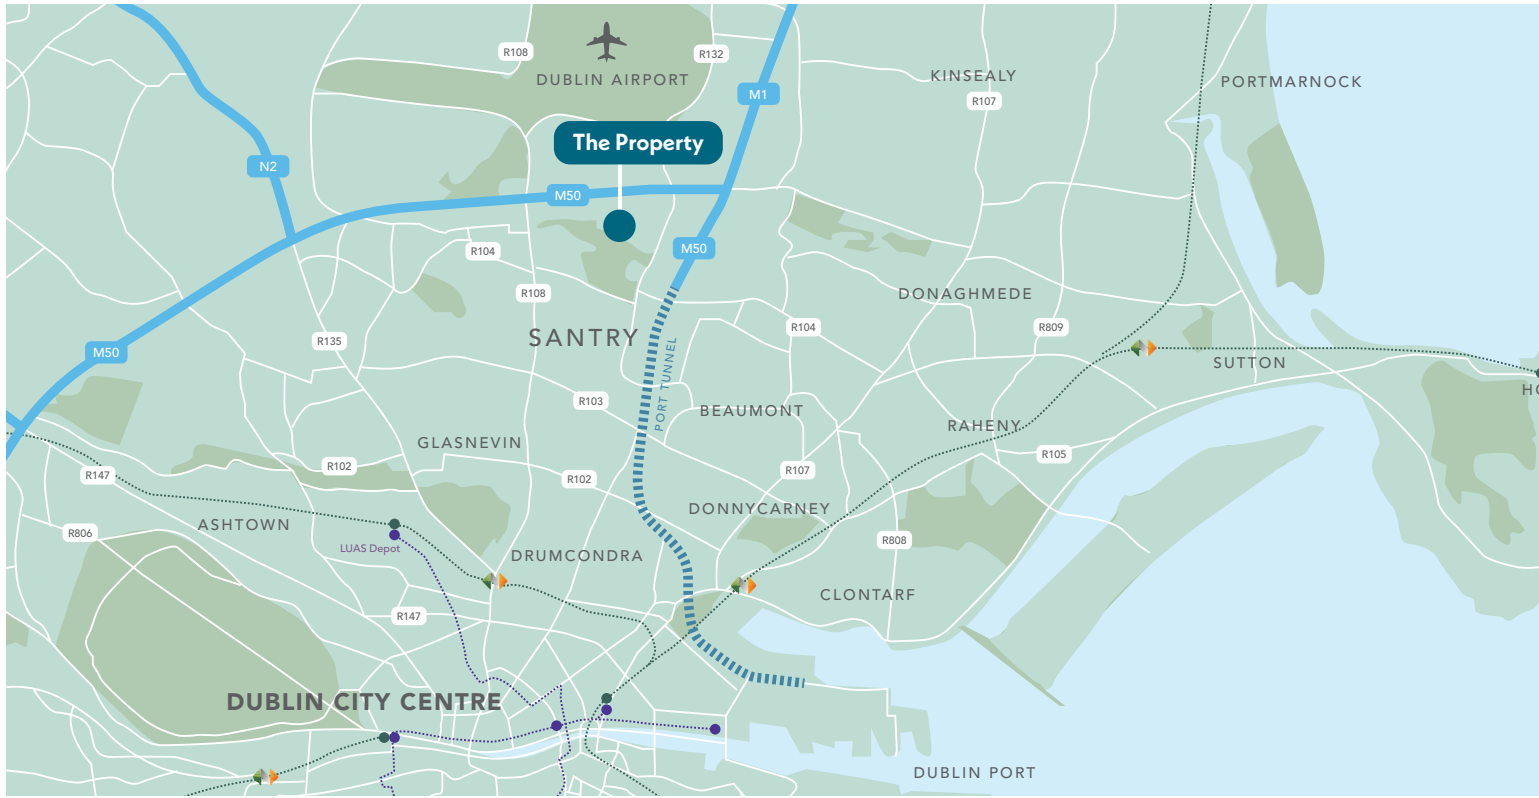 R108
R132
DUBLIN AIRPORT
KINSEALY
PORTMARNOCK
M1
R107
The Property
N2
M50
M50
R104
R108
DONAGHMEDE
SANTRY
R104
R809
R135
PORT TUNNEL
M50
SUTTON
HO
R103
BEAUMONT
RAHENY
GLASNEVIN
R105
R102
R107
R147
R102
DONNYCARNEY
ASHTOWN
R806
LUAS Depot
R808
DRUMCONDRA
CLONTARF
R147
DUBLIN CITY CENTRE
DUBLIN PORT